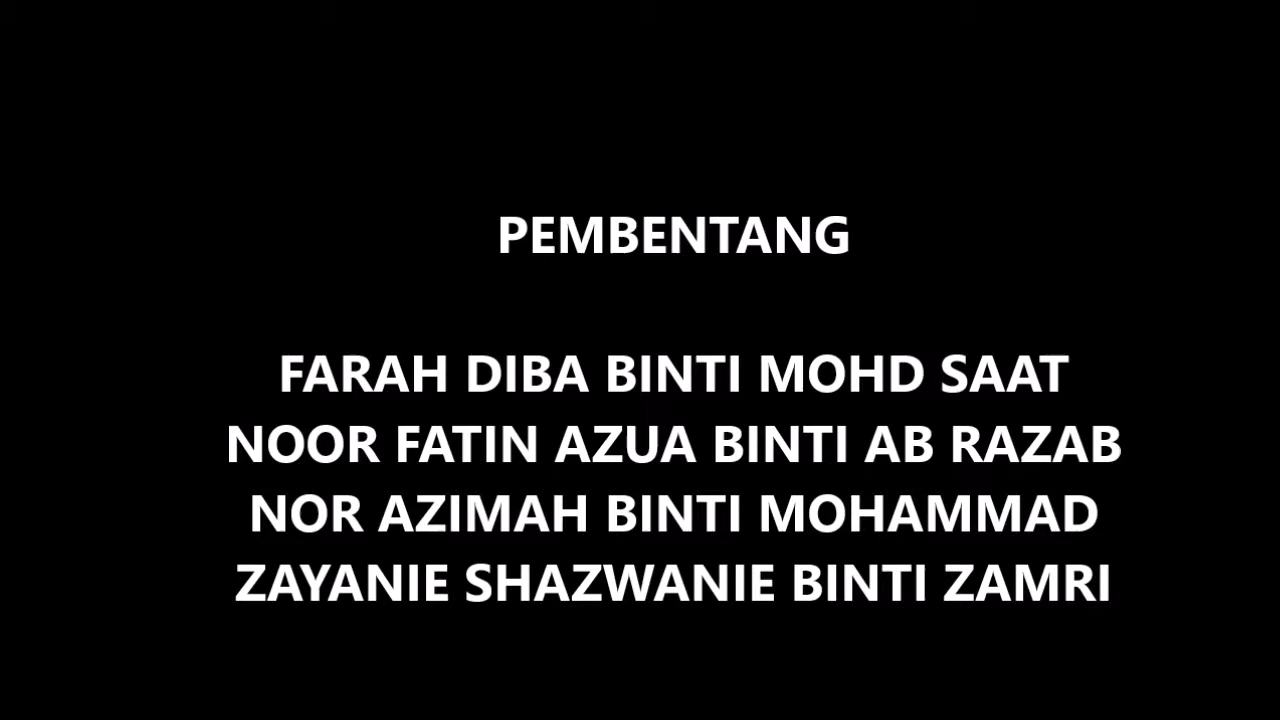 PEMBENTANG
FARAH DIBA BINTI MOHD SAAT
NOOR FATIN AZUA BINTI AB RAZAB
NOR AZIMAH BINTI MOHAMMAD
ZAYANIE SHAZWANIE BINTI ZAMRI